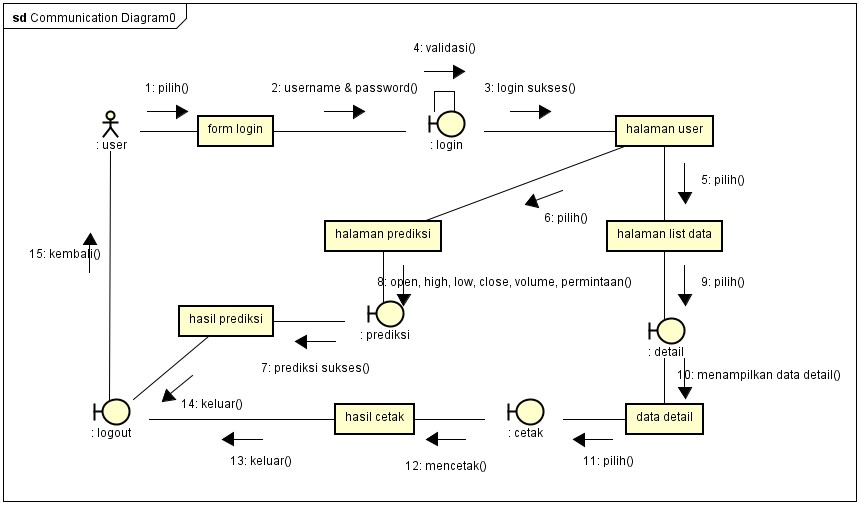 sd Communication Diagram0
4: validasi()
1: pilih()
2: username & password()
3: login sukses()
form login
halaman user
: user
: login
5: pilih()
6: pilih()
halaman prediksi
halaman list data
15: kembali()
8: open, high, low, close, volume, permintaan()
9: pilih()
hasil prediksi
: prediksi
: detail
7: prediksi sukses()
10: menampilkan data detail()
14: keluar()
hasil cetak
data detail
: logout
: cetak
13: keluar()
12: mencetak()
11: pilih()